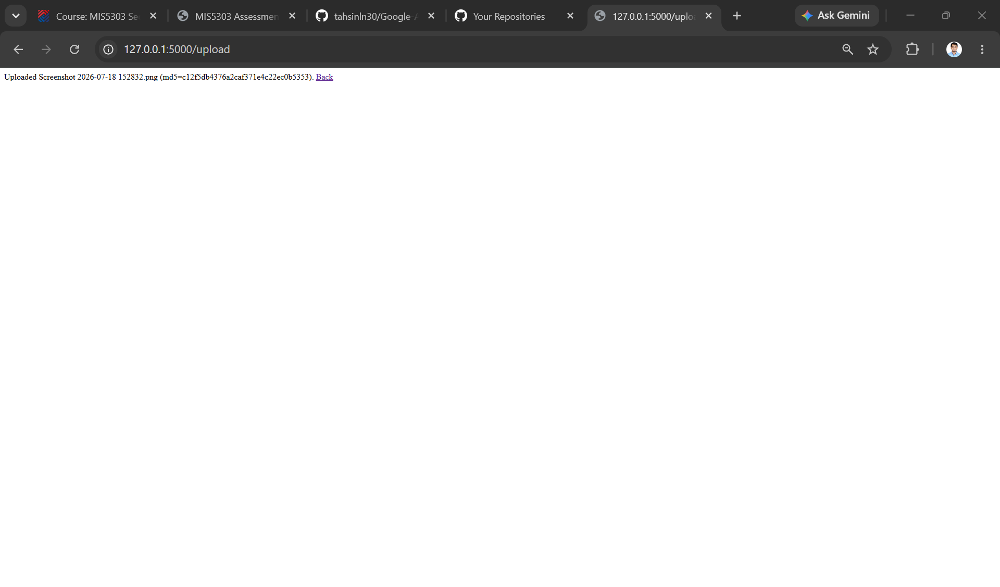 Course: MIS5303 Se
MIS5303 Assessmen
tahsinln30/Google-A
Your Repositories
127.0.0.1:5000/uplo
Ask Gemini
127.0.0.1:5000/upload
Uploaded Screenshot 2026-07-18 152832.png (md5=c12f5db4376a2caf371e4c22ec0b5353). Back